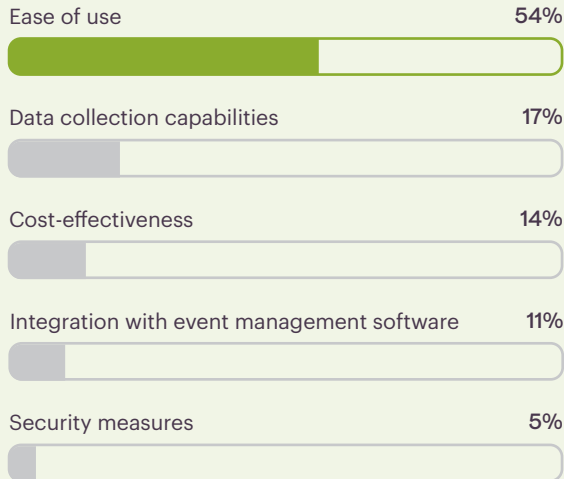 Ease of use 54%
Data collection capabilities 17%
Cost-effectiveness 14%
Integration with event management software 11%
Security measures 5%